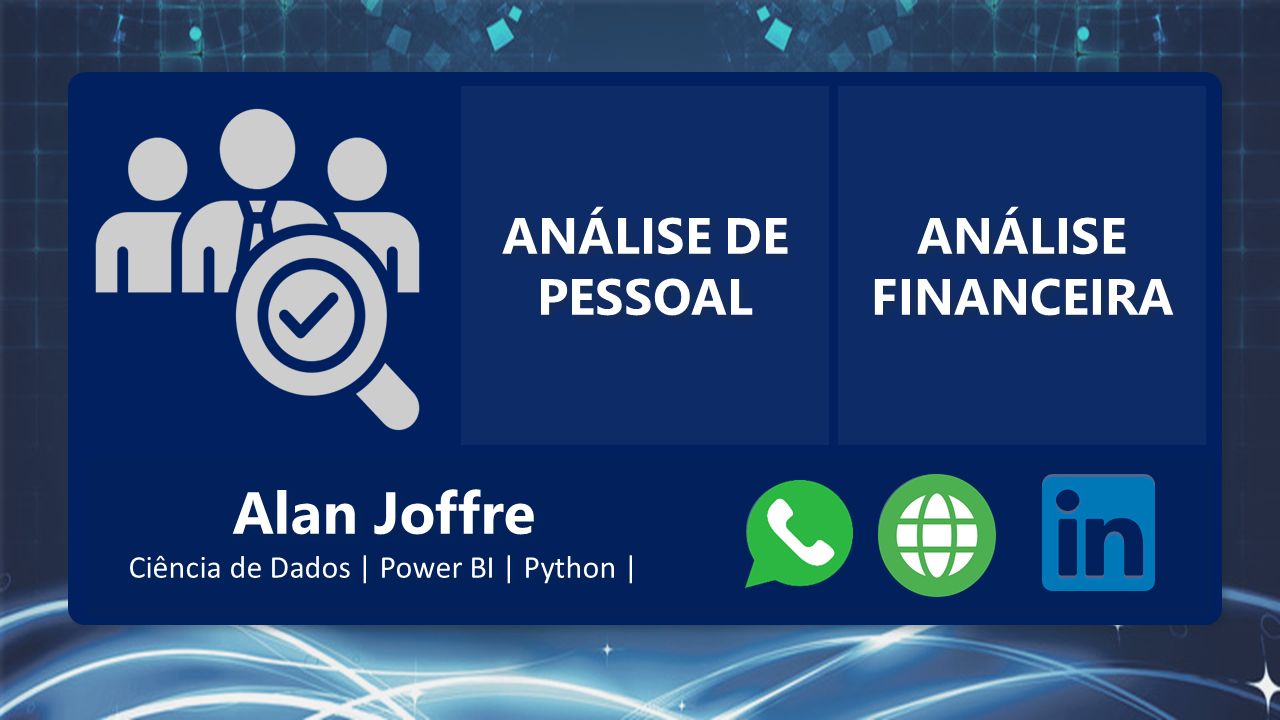 ANÁLISE DE
PESSOAL
ANÁLISE
FINANCEIRA
Alan Joffre
Ciência de Dados | Power BI | Python |
in